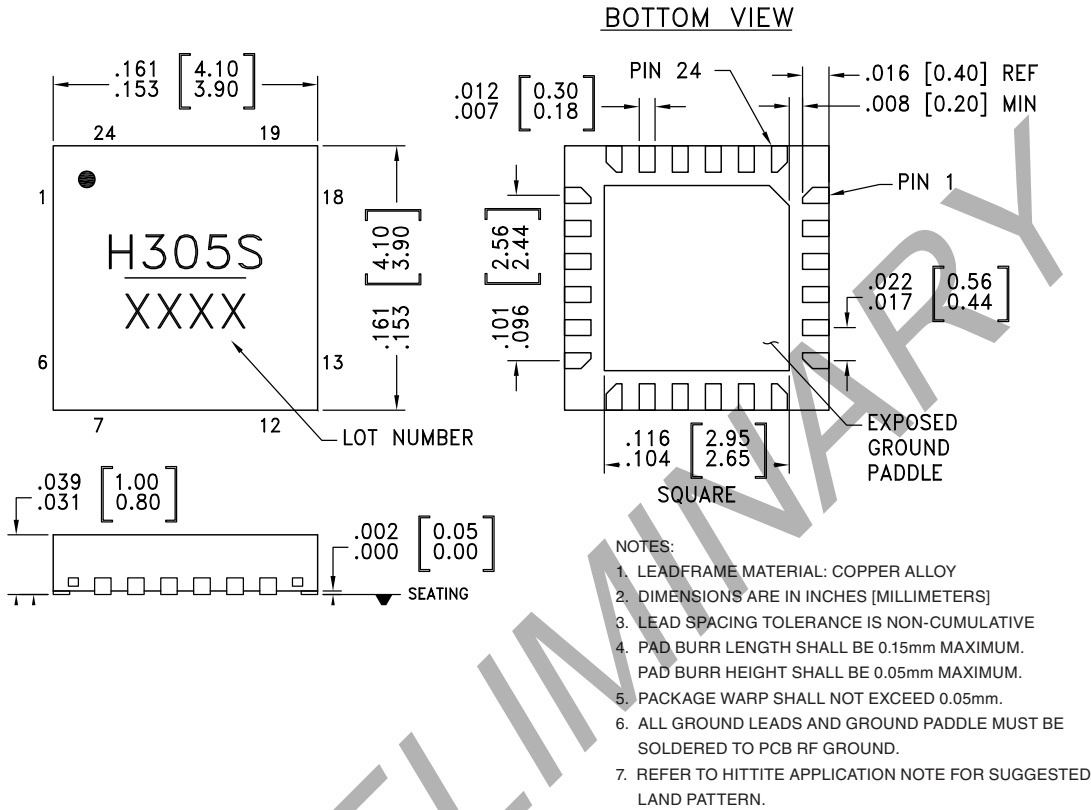 BOTTOM VIEW
.161 [4.10]
.153 [3.90]
24 19
1 18
H305S
XXXX
6 13
7 12
LOT NUMBER
.161 [4.10]
.153 [3.90]
.039 [1.00]
.031 [0.80]
.002 [0.05]
.000 [0.00]
SEATING
PIN 24
.012 [0.30]
.007 [0.18]
.016 [0.40] REF
.008 [0.20] MIN
PIN 1
.101 [2.56]
.096 [2.44]
.022 [0.56]
.017 [0.44]
EXPOSED
GROUND
PADDLE
.116 [2.95]
.104 [2.65]
SQUARE
NOTES:
1. LEADFRAME MATERIAL: COPPER ALLOY
2. DIMENSIONS ARE IN INCHES [MILLIMETERS]
3. LEAD SPACING TOLERANCE IS NON-CUMULATIVE
4. PAD BURR LENGTH SHALL BE 0.15mm MAXIMUM.
PAD BURR HEIGHT SHALL BE 0.05mm MAXIMUM.
5. PACKAGE WARP SHALL NOT EXCEED 0.05mm.
6. ALL GROUND LEADS AND GROUND PADDLE MUST BE
SOLDERED TO PCB RF GROUND.
7. REFER TO HITTITE APPLICATION NOTE FOR SUGGESTED
LAND PATTERN.
ELIMINARY